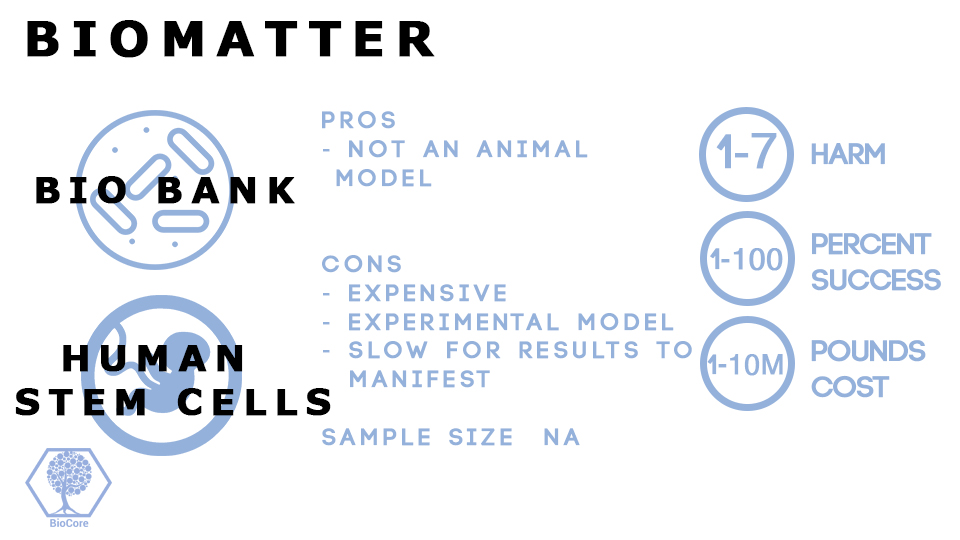 BIOMATTER
BIO BANK
HUMAN
STEM CELLS
BioCore
PROS
- NOT AN ANIMAL
MODEL
CONS
- EXPENSIVE
- EXPERIMENTAL MODEL
- SLOW FOR RESULTS TO
MANIFEST
SAMPLE SIZE NA
1-7 HARM
1-100 PERCENT
SUCCESS
1-10M POUNDS
COST